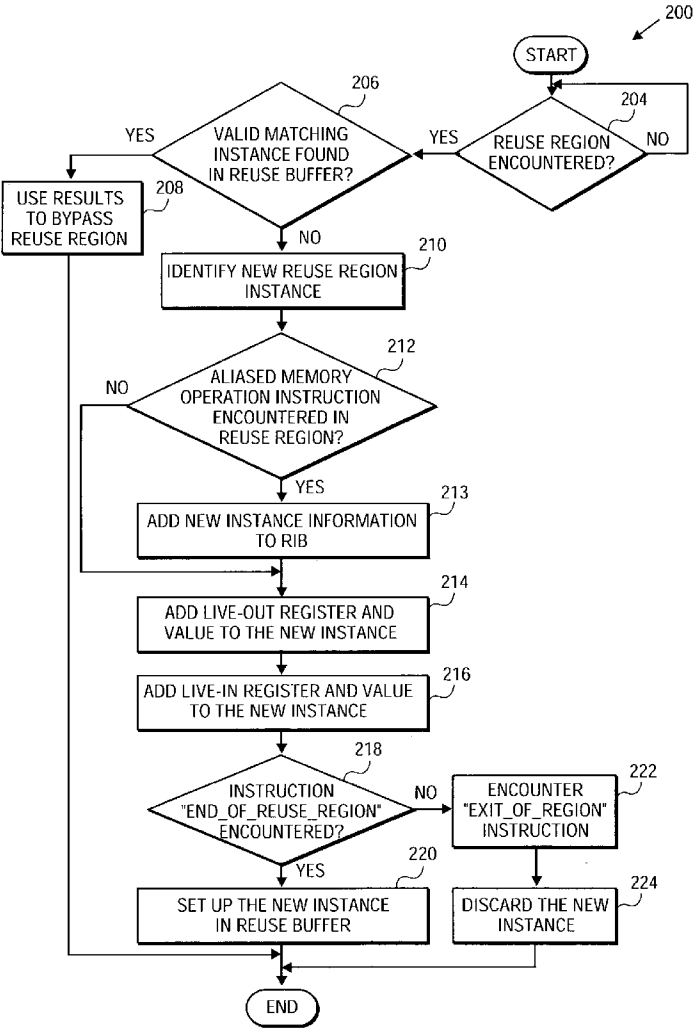 200
START
206
204
YES
VALID MATCHING
INSTANCE FOUND
IN REUSE BUFFER?
YES
REUSE REGION
ENCOUNTERED?
NO
208
USE RESULTS
TO BYPASS
REUSE REGION
NO
210
IDENTIFY NEW REUSE REGION
INSTANCE
212
NO
ALIASED MEMORY
OPERATION INSTRUCTION
ENCOUNTERED IN
REUSE REGION?
YES
213
ADD NEW INSTANCE INFORMATION
TO RIB
214
ADD LIVE-OUT REGISTER AND
VALUE TO THE NEW INSTANCE
216
ADD LIVE-IN REGISTER AND VALUE
TO THE NEW INSTANCE
218
INSTRUCTION
"END_OF_REUSE_REGION"
ENCOUNTERED?
NO
222
ENCOUNTER
"EXIT_OF_REGION"
INSTRUCTION
YES
220
SET UP THE NEW INSTANCE
IN REUSE BUFFER
224
DISCARD THE NEW
INSTANCE
END